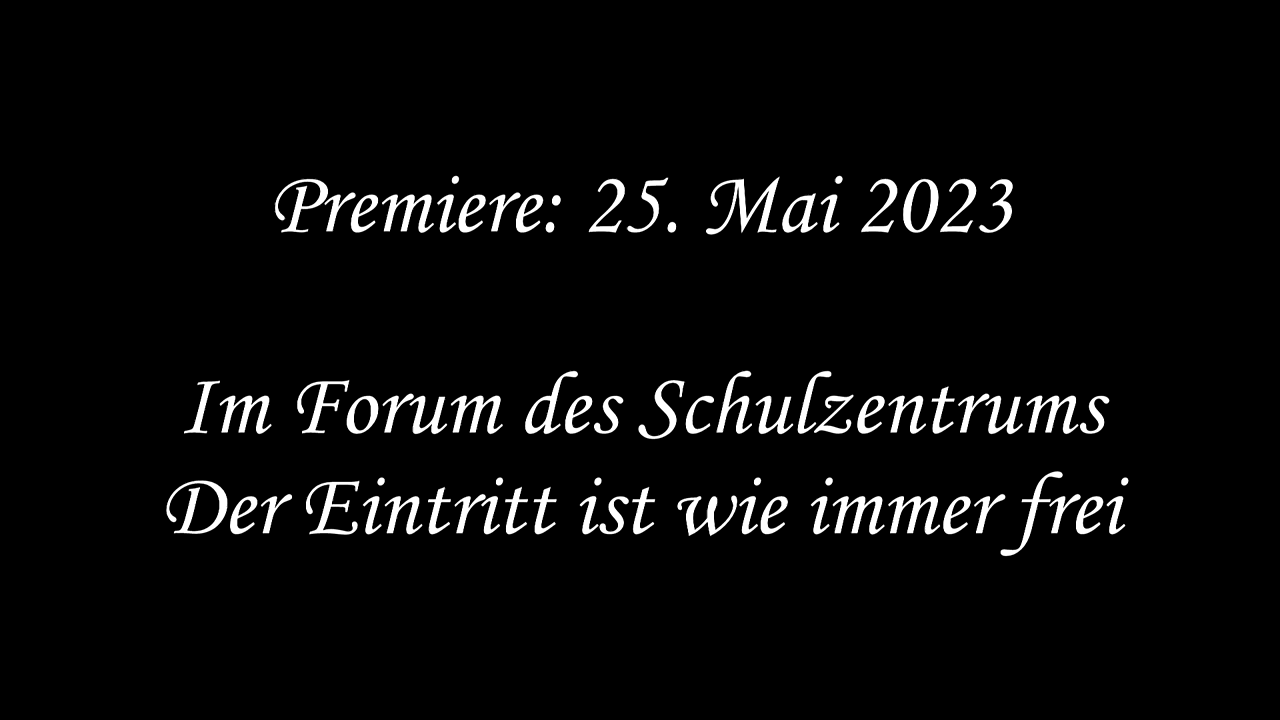 Premiere: 25. Mai 2023
Im Forum des Schulzentrums
Der Eintritt ist wie immer frei